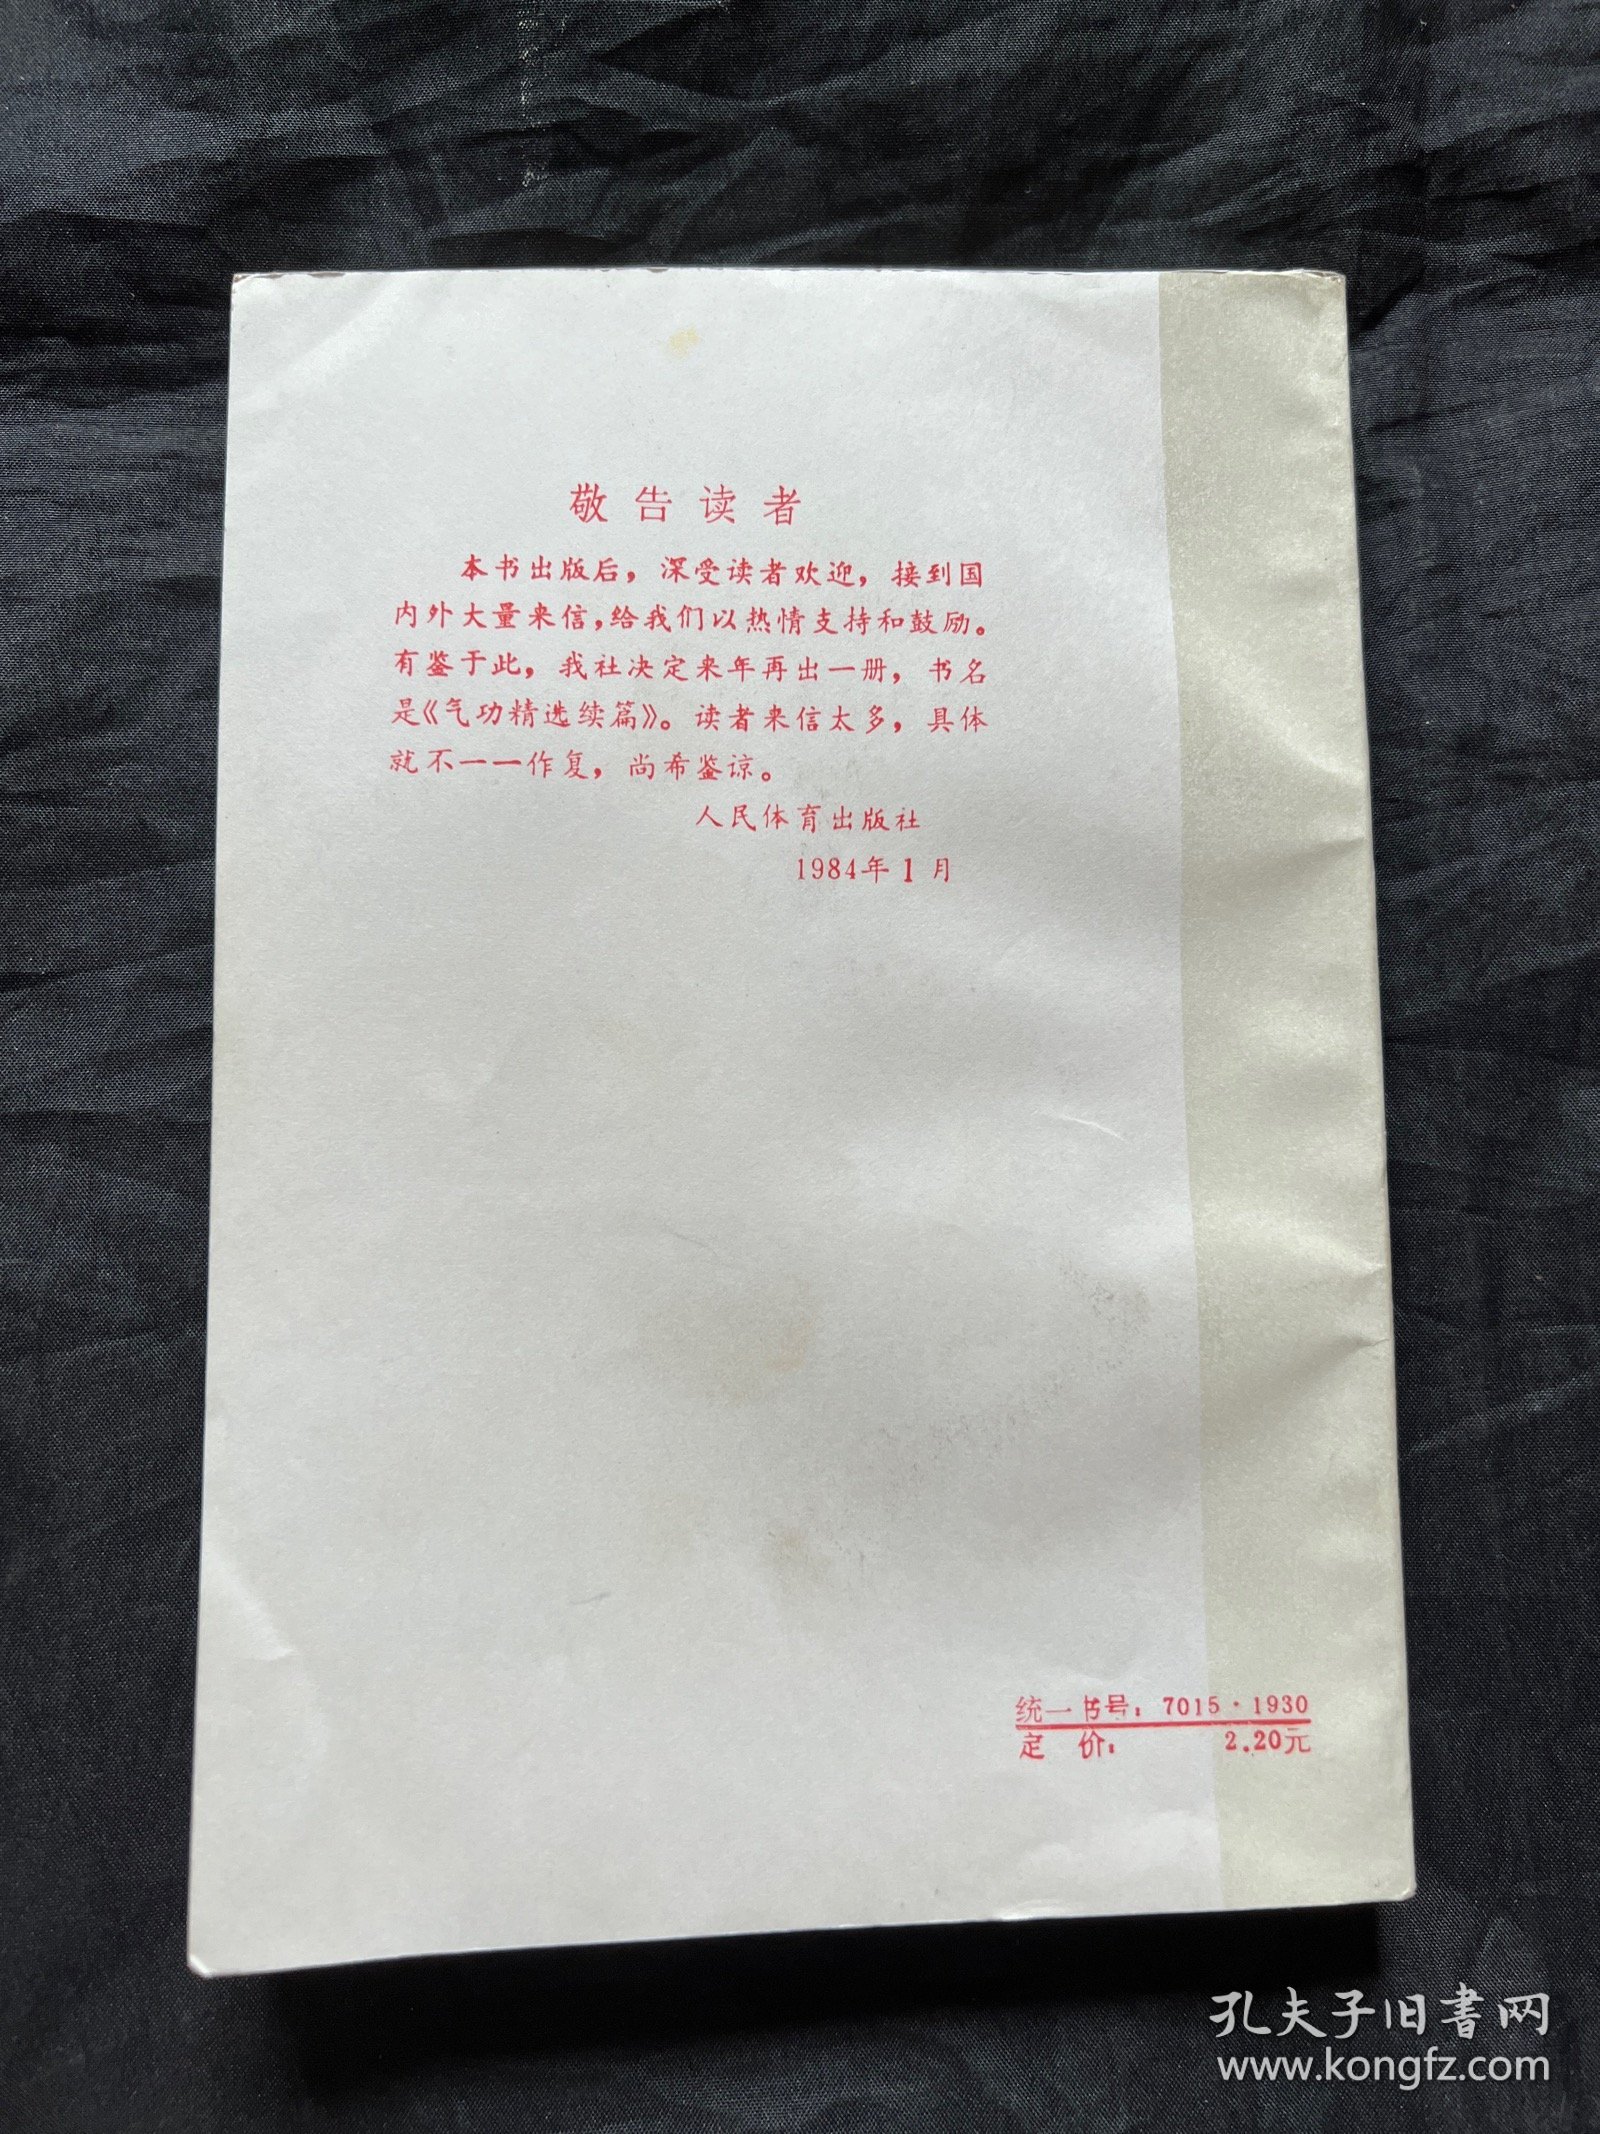 敬告读者
本书出版后，深受读者欢迎，接到国
内外大量来信，给我们以热情支持和鼓励。
有鉴于此，我社决定来年再出一册，书名
是《气功精选续篇》。读者来信太多，具体
就不一一作复，尚希鉴谅。
人民体育出版社
1984年1月
统一书号：7015·1930
定 价：2.20元
孔夫子旧書网
www.kongfz.com